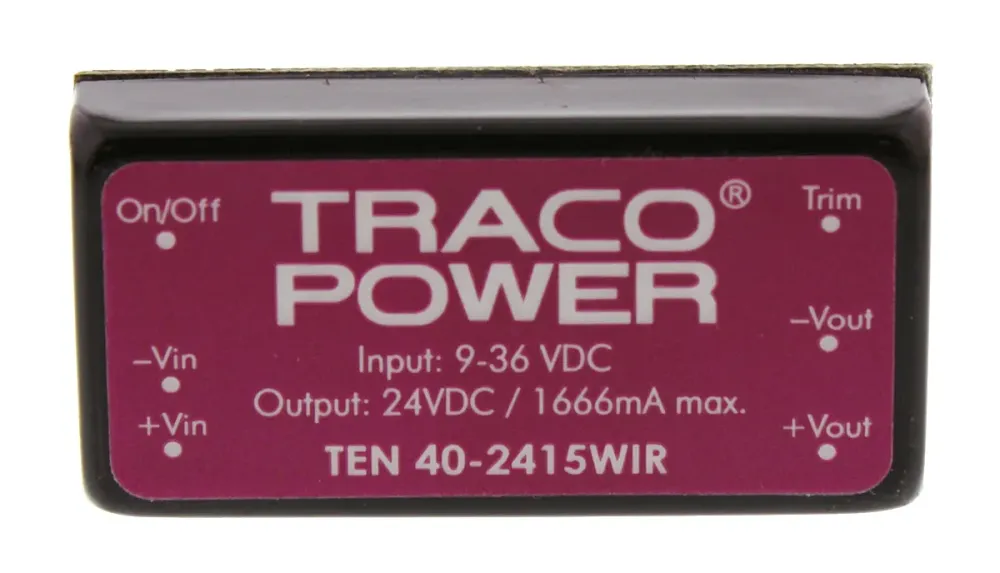 On/Off
TRACO®
POWER
Trim
−Vin
+Vin
Input: 9-36 VDC
Output: 24VDC / 1666mA max.
TEN 40-2415WIR
−Vout
+Vout